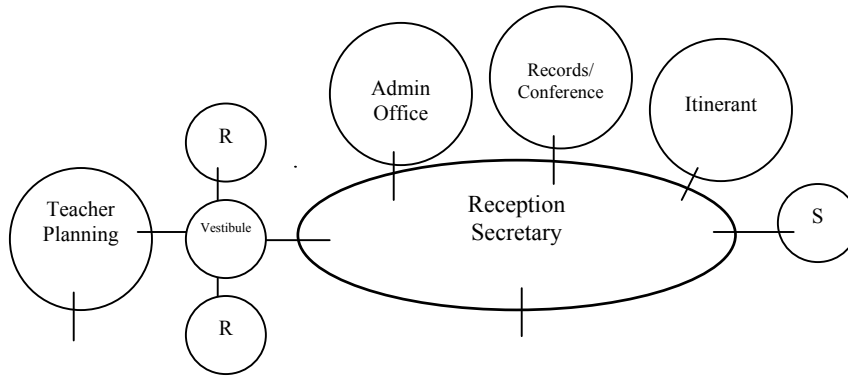 Admin
Office
Records/
Conference
Itinerant
R
Teacher
Planning
Vestibule
Reception
Secretary
S
R